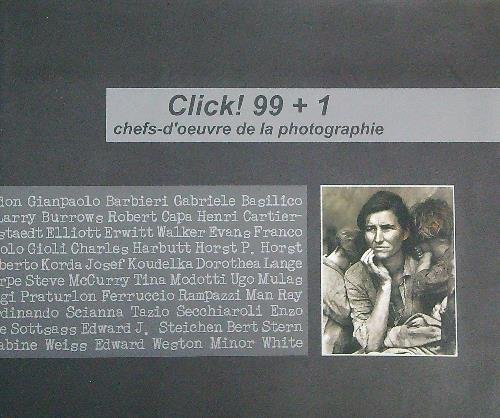 Click! 99 + 1
chefs-d'oeuvre de la photographie
don Gianpaolo Barbieri Gabriele Basilico
Larry Burrows Robert Capa Henri Cartier-
staedt Elliott Erwitt Walker Evans Franco
olo Gioli Charles Harbutt Horst P. Horst
berto Korda Josef Koudelka Dorothea Lange
rpe Steve McCurry Tina Modotti Ugo Mulas
gi Praturlon Ferruccio Rampazzi Man Ray
rdinando Scianna Tazio Secchiaroli Enzo
e Sottsass Edward J. Steichen Bert Stern
abine Weiss Edward Weston Minor White